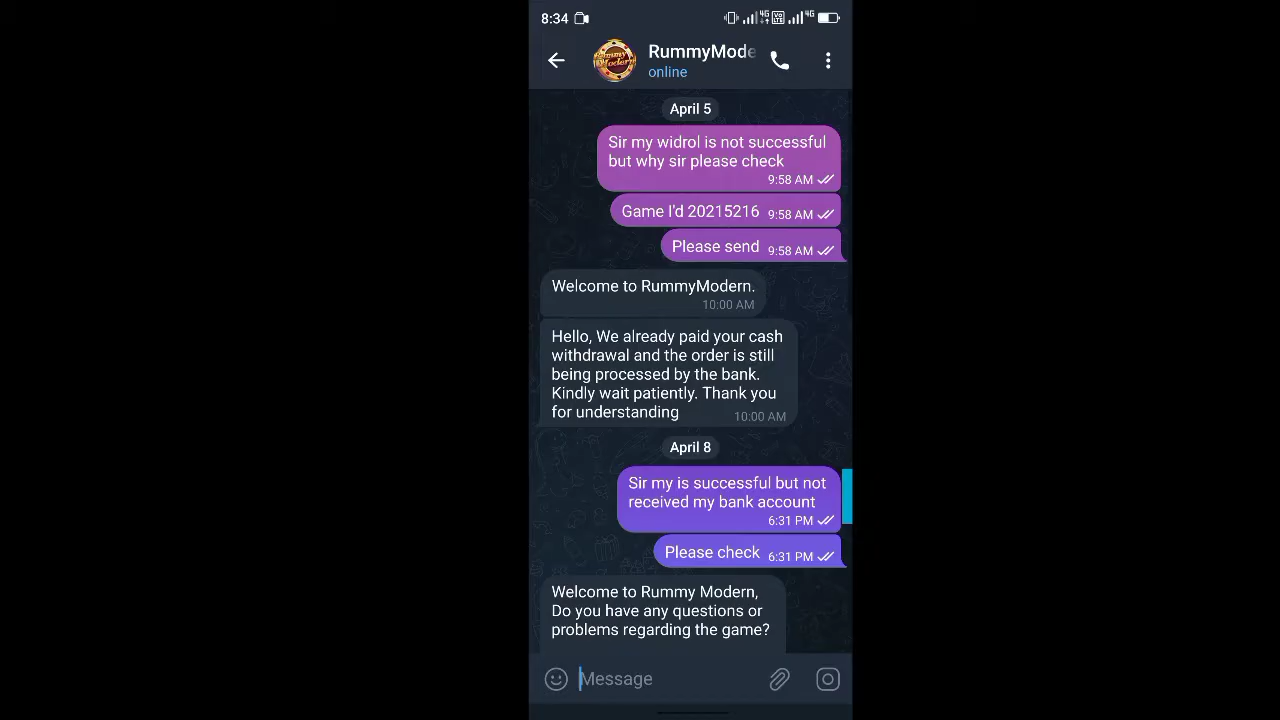 8:34
4G VO LTE 4G
RummyMode
online
April 5
Sir my widrol is not successful
but why sir please check
9:58 AM
Game I'd 20215216 9:58 AM
Please send 9:58 AM
Welcome to RummyModern.
10:00 AM
Hello, We already paid your cash
withdrawal and the order is still
being processed by the bank.
Kindly wait patiently. Thank you
for understanding 10:00 AM
April 8
Sir my is successful but not
received my bank account
6:31 PM
Please check 6:31 PM
Welcome to Rummy Modern,
Do you have any questions or
problems regarding the game?
Message